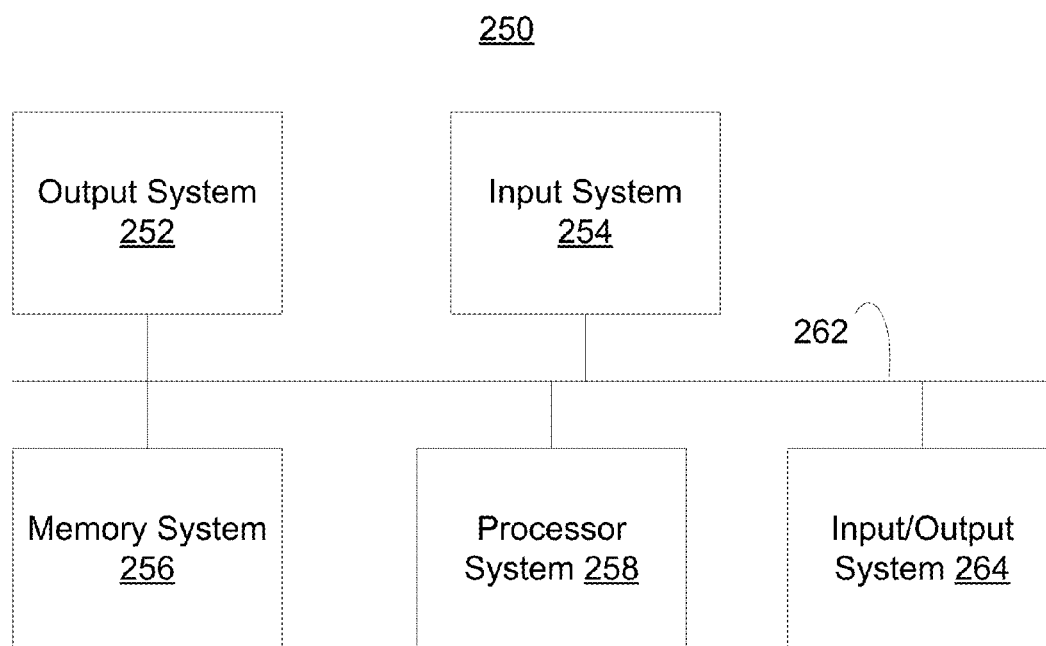 250
Output System
252
Input System
254
262
Memory System
256
Processor
System 258
Input/Output
System 264